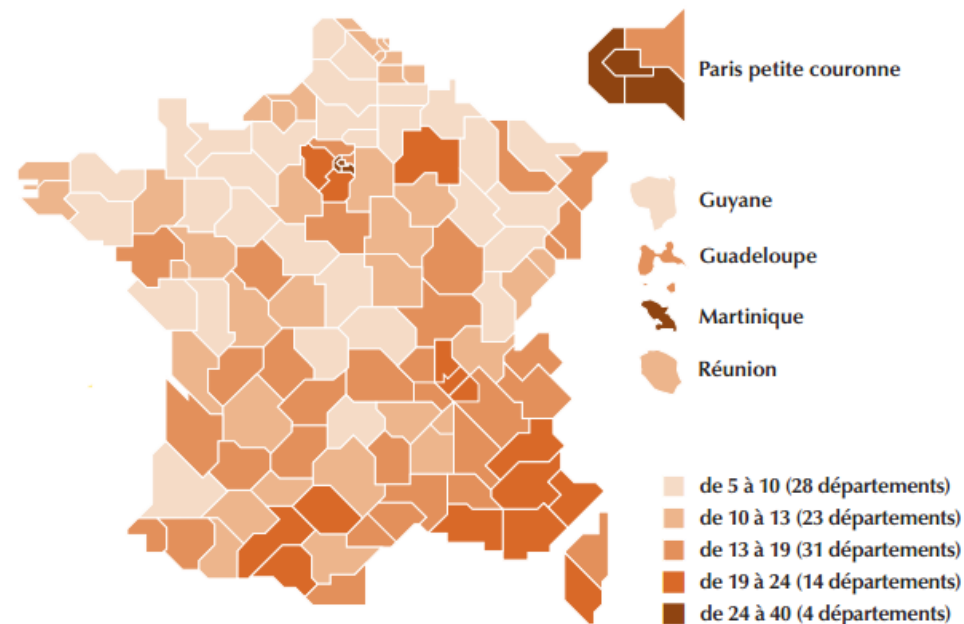 Paris petite couronne
Guyane
Guadeloupe
Martinique
Réunion
de 5 à 10 (28 départements)
de 10 à 13 (23 départements)
de 13 à 19 (31 départements)
de 19 à 24 (14 départements)
de 24 à 40 (4 départements)